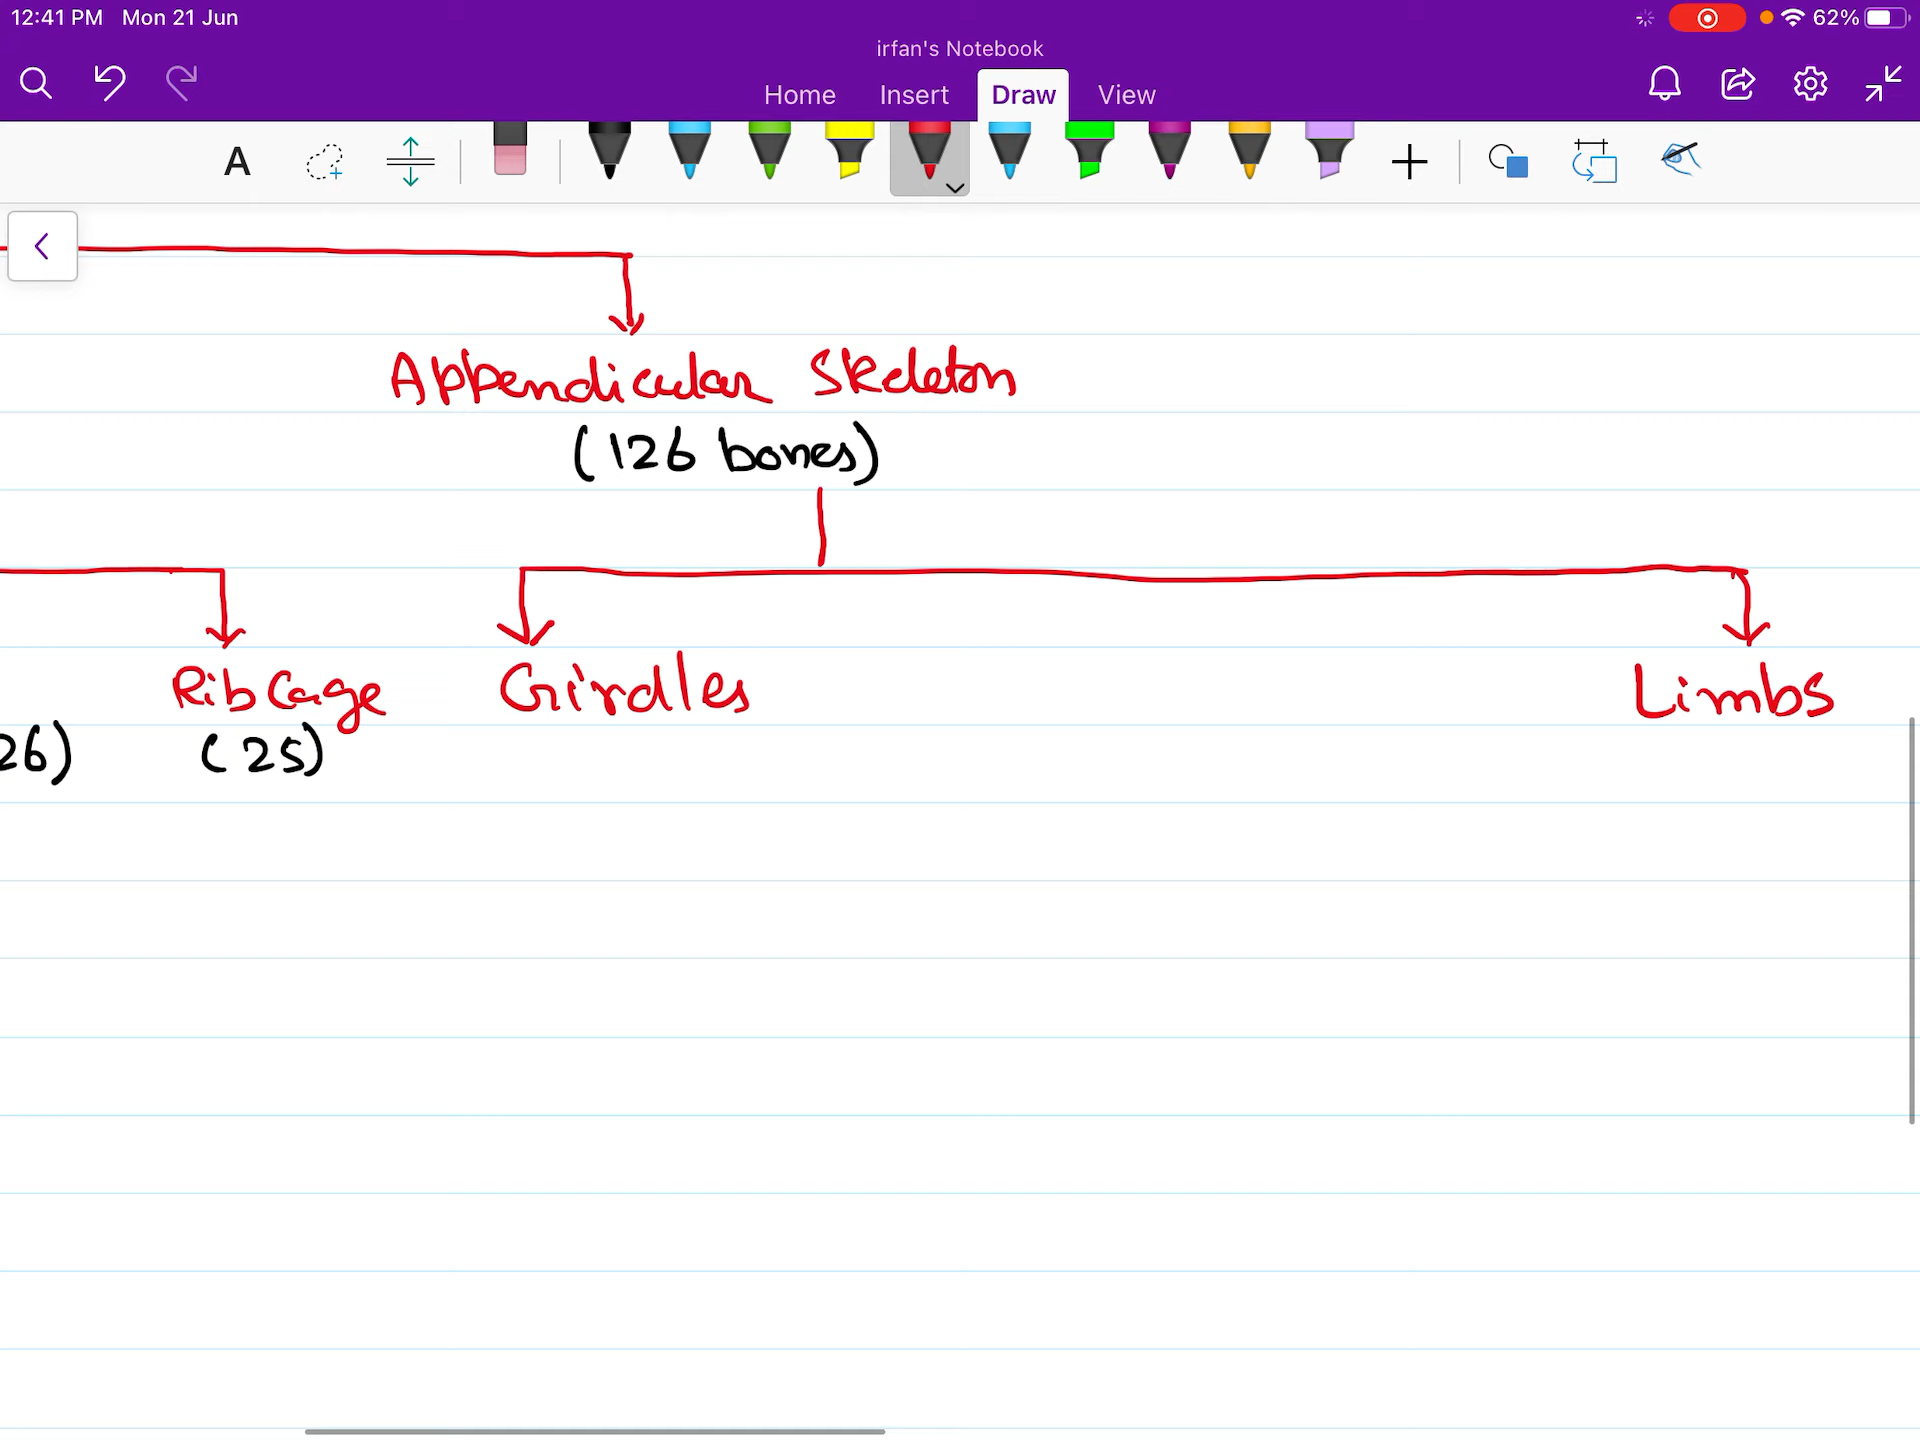 12:41 PM Mon 21 Jun
62%
irfan's Notebook
Home Insert Draw View
A
Appendicular Skeleton
(126 bones)
Rib Cage Girdles Limbs
26) (25)